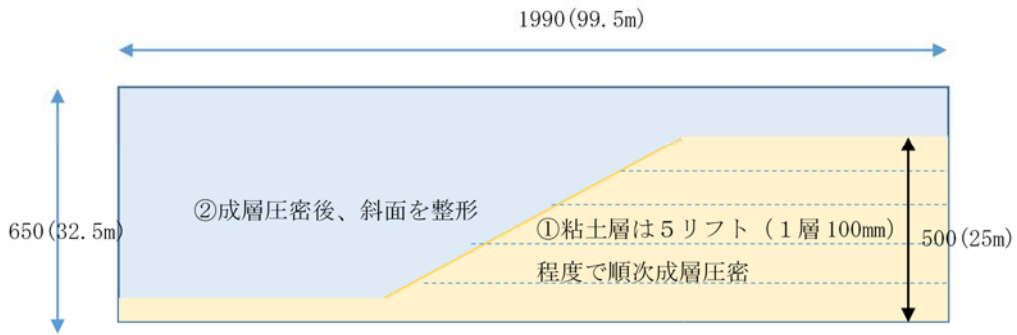 1990(99.5m)
②成層圧密後、斜面を整形
650(32.5m)
①粘土層は５リフト（１層100mm）
程度で順次成層圧密
500(25m)